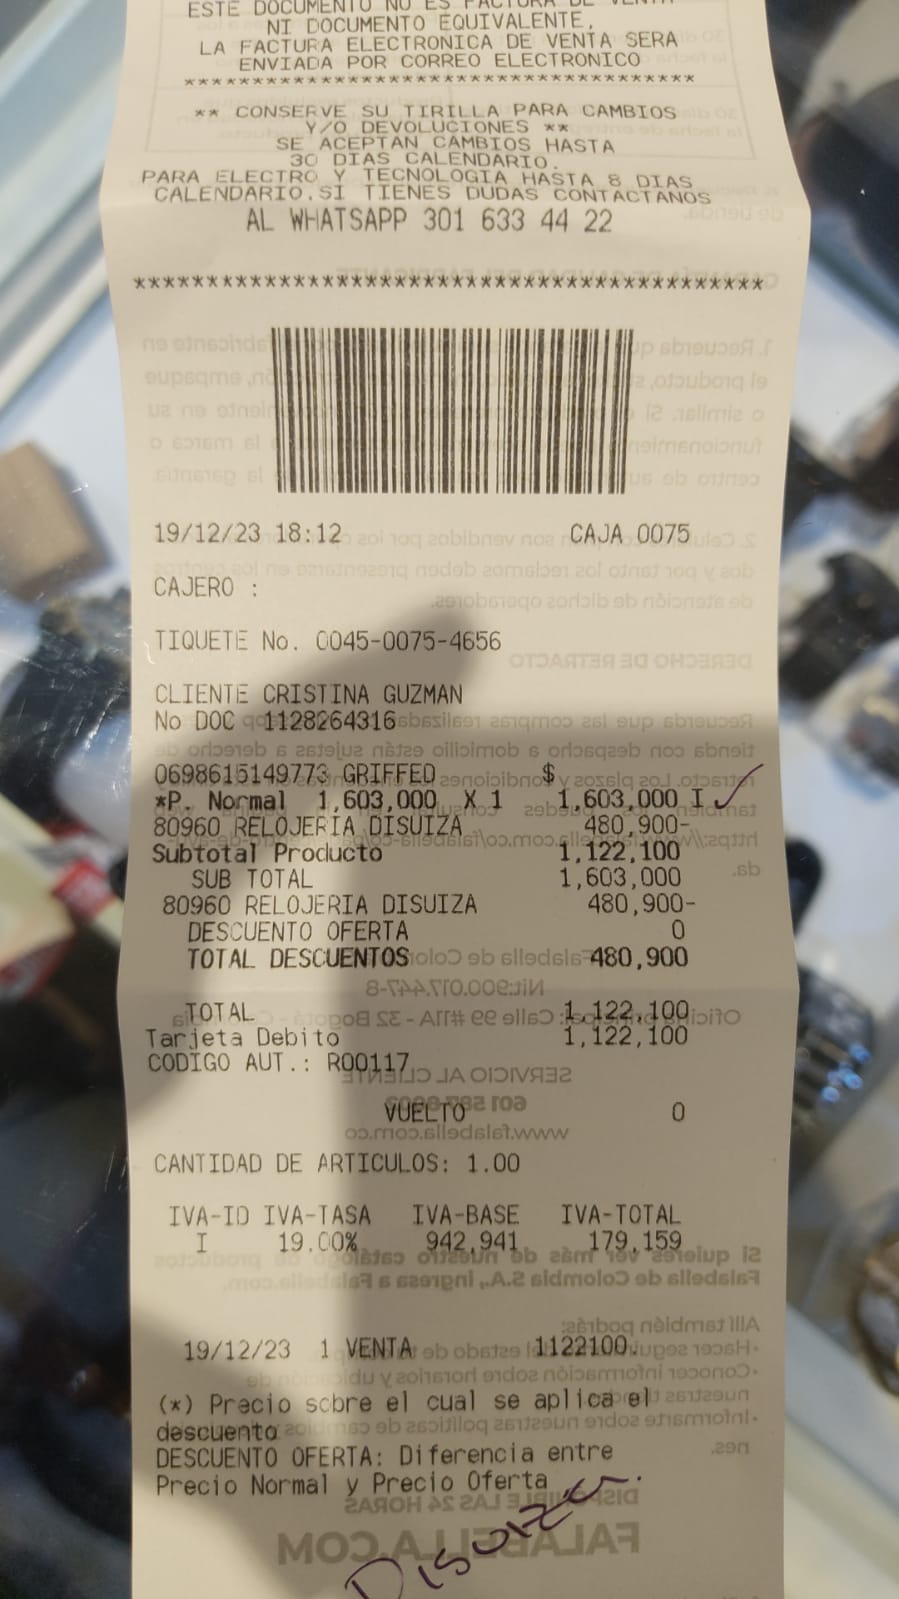 ESTE DOCUMENTO NO ES FACTURA DE VENTA
NI DOCUMENTO EQUIVALENTE,
LA FACTURA ELECTRONICA DE VENTA SERA
ENVIADA POR CORREO ELECTRONICO
** CONSERVE SU TIRILLA PARA CAMBIOS
Y/O DEVOLUCIONES **
SE ACEPTAN CAMBIOS HASTA
30 DIAS CALENDARIO.
PARA ELECTRO Y TECNOLOGIA HASTA 8 DIAS
CALENDARIO.SI TIENES DUDAS CONTACTANOS
AL WHATSAPP 301 633 44 22
19/12/23 18:12 CAJA 0075
CAJERO :
TIQUETE No. 0045-0075-4656
CLIENTE CRISTINA GUZMAN
No DOC 1128264316
0698615149773 GRIFFED $
*P. Normal 1,603,000 X 1 1,603,000 I
80960 RELOJERIA DISUIZA 480,900-
Subtotal Producto 1,122,100
SUB TOTAL 1,603,000
80960 RELOJERIA DISUIZA 480,900-
DESCUENTO OFERTA 0
TOTAL DESCUENTOS 480,900
TOTAL 1,122,100
Tarjeta Debito 1,122,100
CODIGO AUT.: R00117
VUELTO 0
CANTIDAD DE ARTICULOS: 1.00
IVA-ID IVA-TASA IVA-BASE IVA-TOTAL
I 19.00% 942,941 179,159
19/12/23 1 VENTA 1122100.
(*) Precio sobre el cual se aplica el
descuento
DESCUENTO OFERTA: Diferencia entre
Precio Normal y Precio Oferta
Disuiza